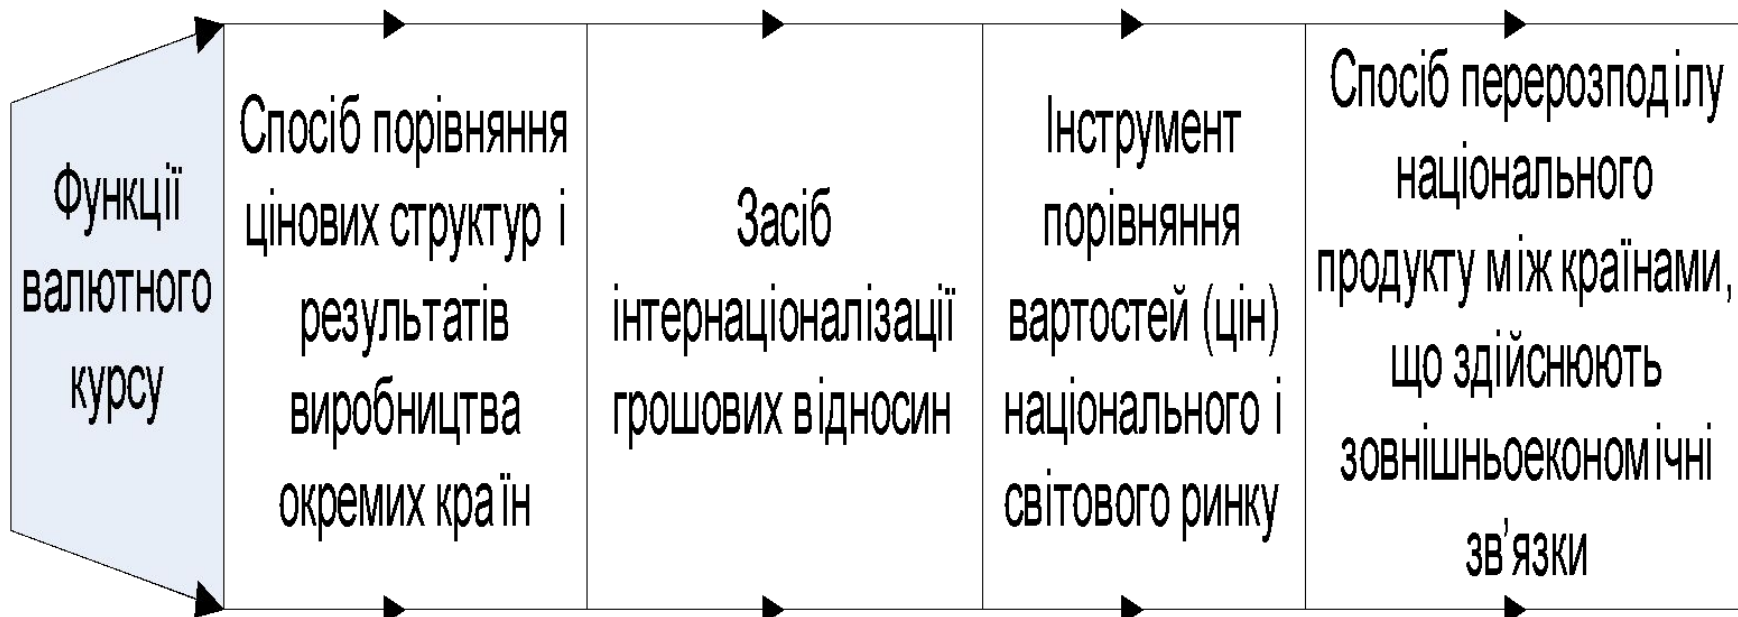 Функції
валютного
курсу
Спосіб порівняння
цінових структур і
результатів
виробництва
окремих країн
Засіб
інтернаціоналізації
грошових відносин
Інструмент
порівняння
вартостей (цін)
національного і
світового ринку
Спосіб перерозподілу
національного
продукту між країнами,
що здійснюють
зовнішньоекономічні
зв'язки